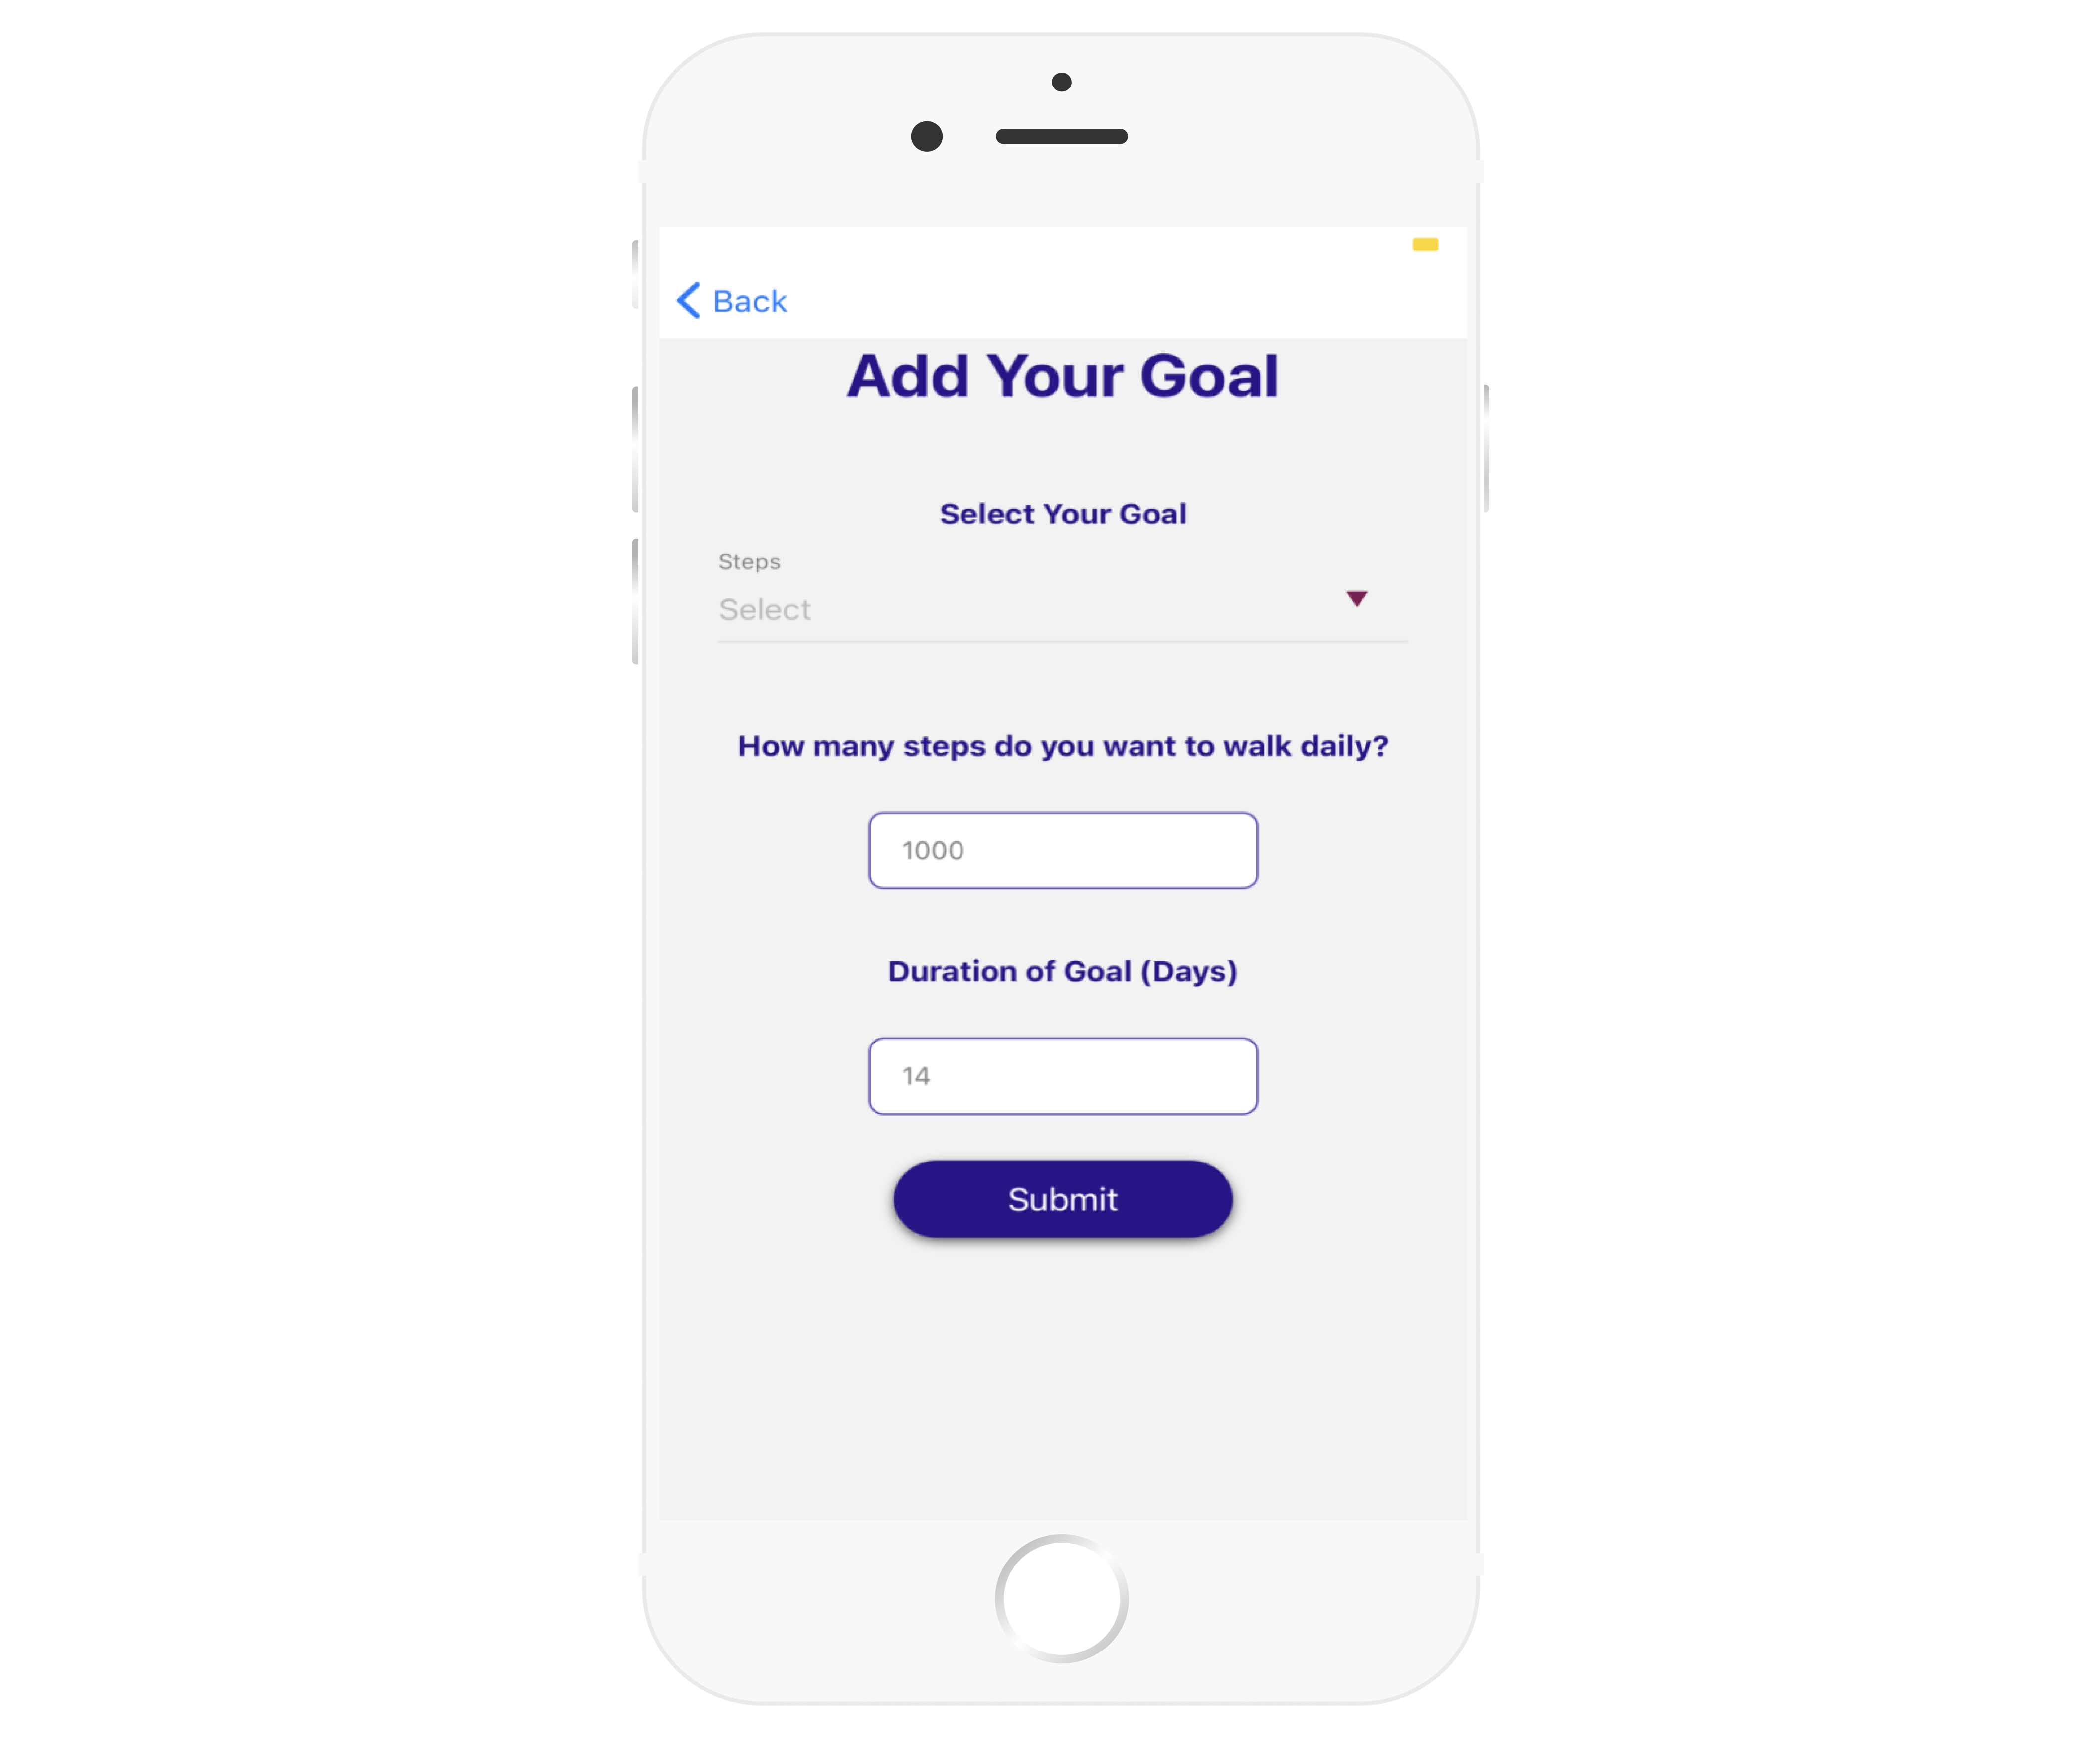 Back
Add Your Goal
Select Your Goal
Steps
Select
How many steps do you want to walk daily?
1000
Duration of Goal (Days)
14
Submit